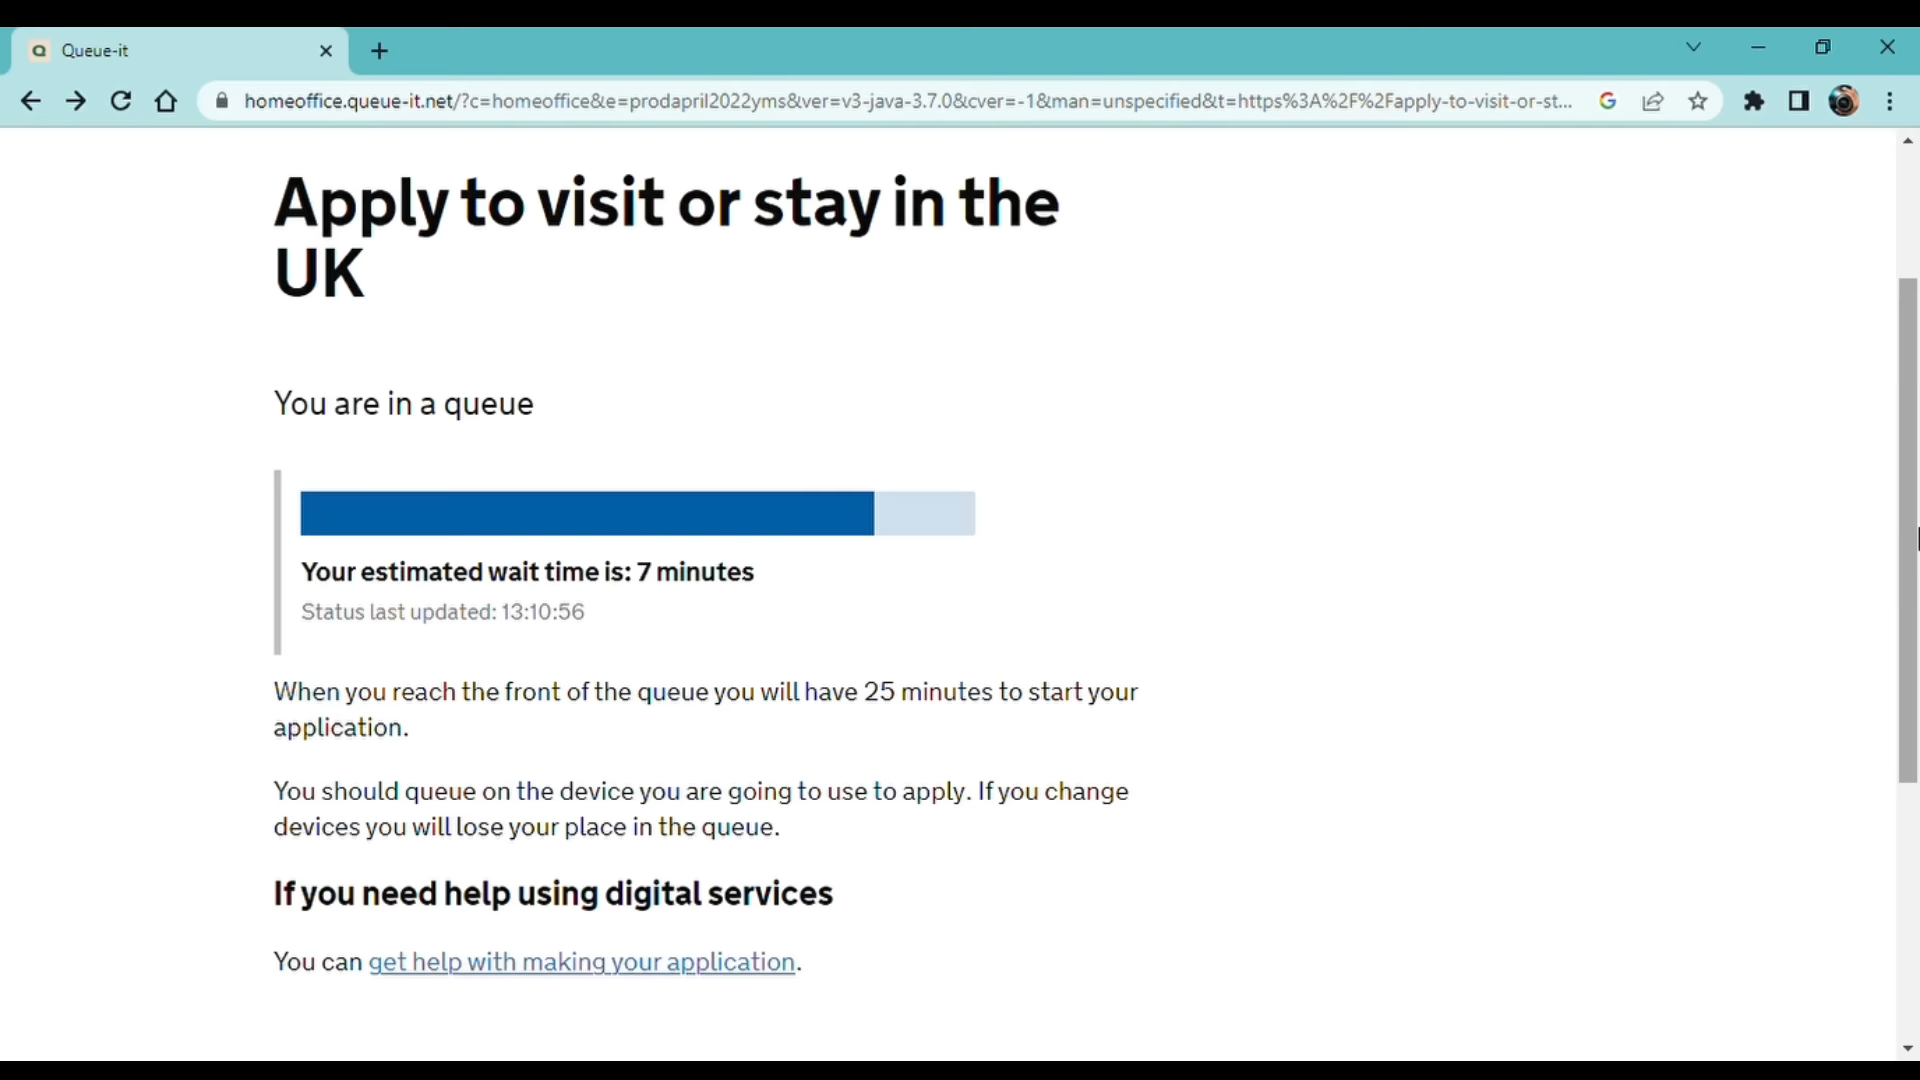 Queue-it
homeoffice.queue-it.net/?c=homeoffice&e=prodapril2022yms&ver=v3-java-3.7.0&cver=-1&man=unspecified&t=https%3A%2F%2Fapply-to-visit-or-st...
Apply to visit or stay in the
UK
You are in a queue
Your estimated wait time is: 7 minutes
Status last updated: 13:10:56
When you reach the front of the queue you will have 25 minutes to start your
application.
You should queue on the device you are going to use to apply. If you change
devices you will lose your place in the queue.
If you need help using digital services
You can get help with making your application.